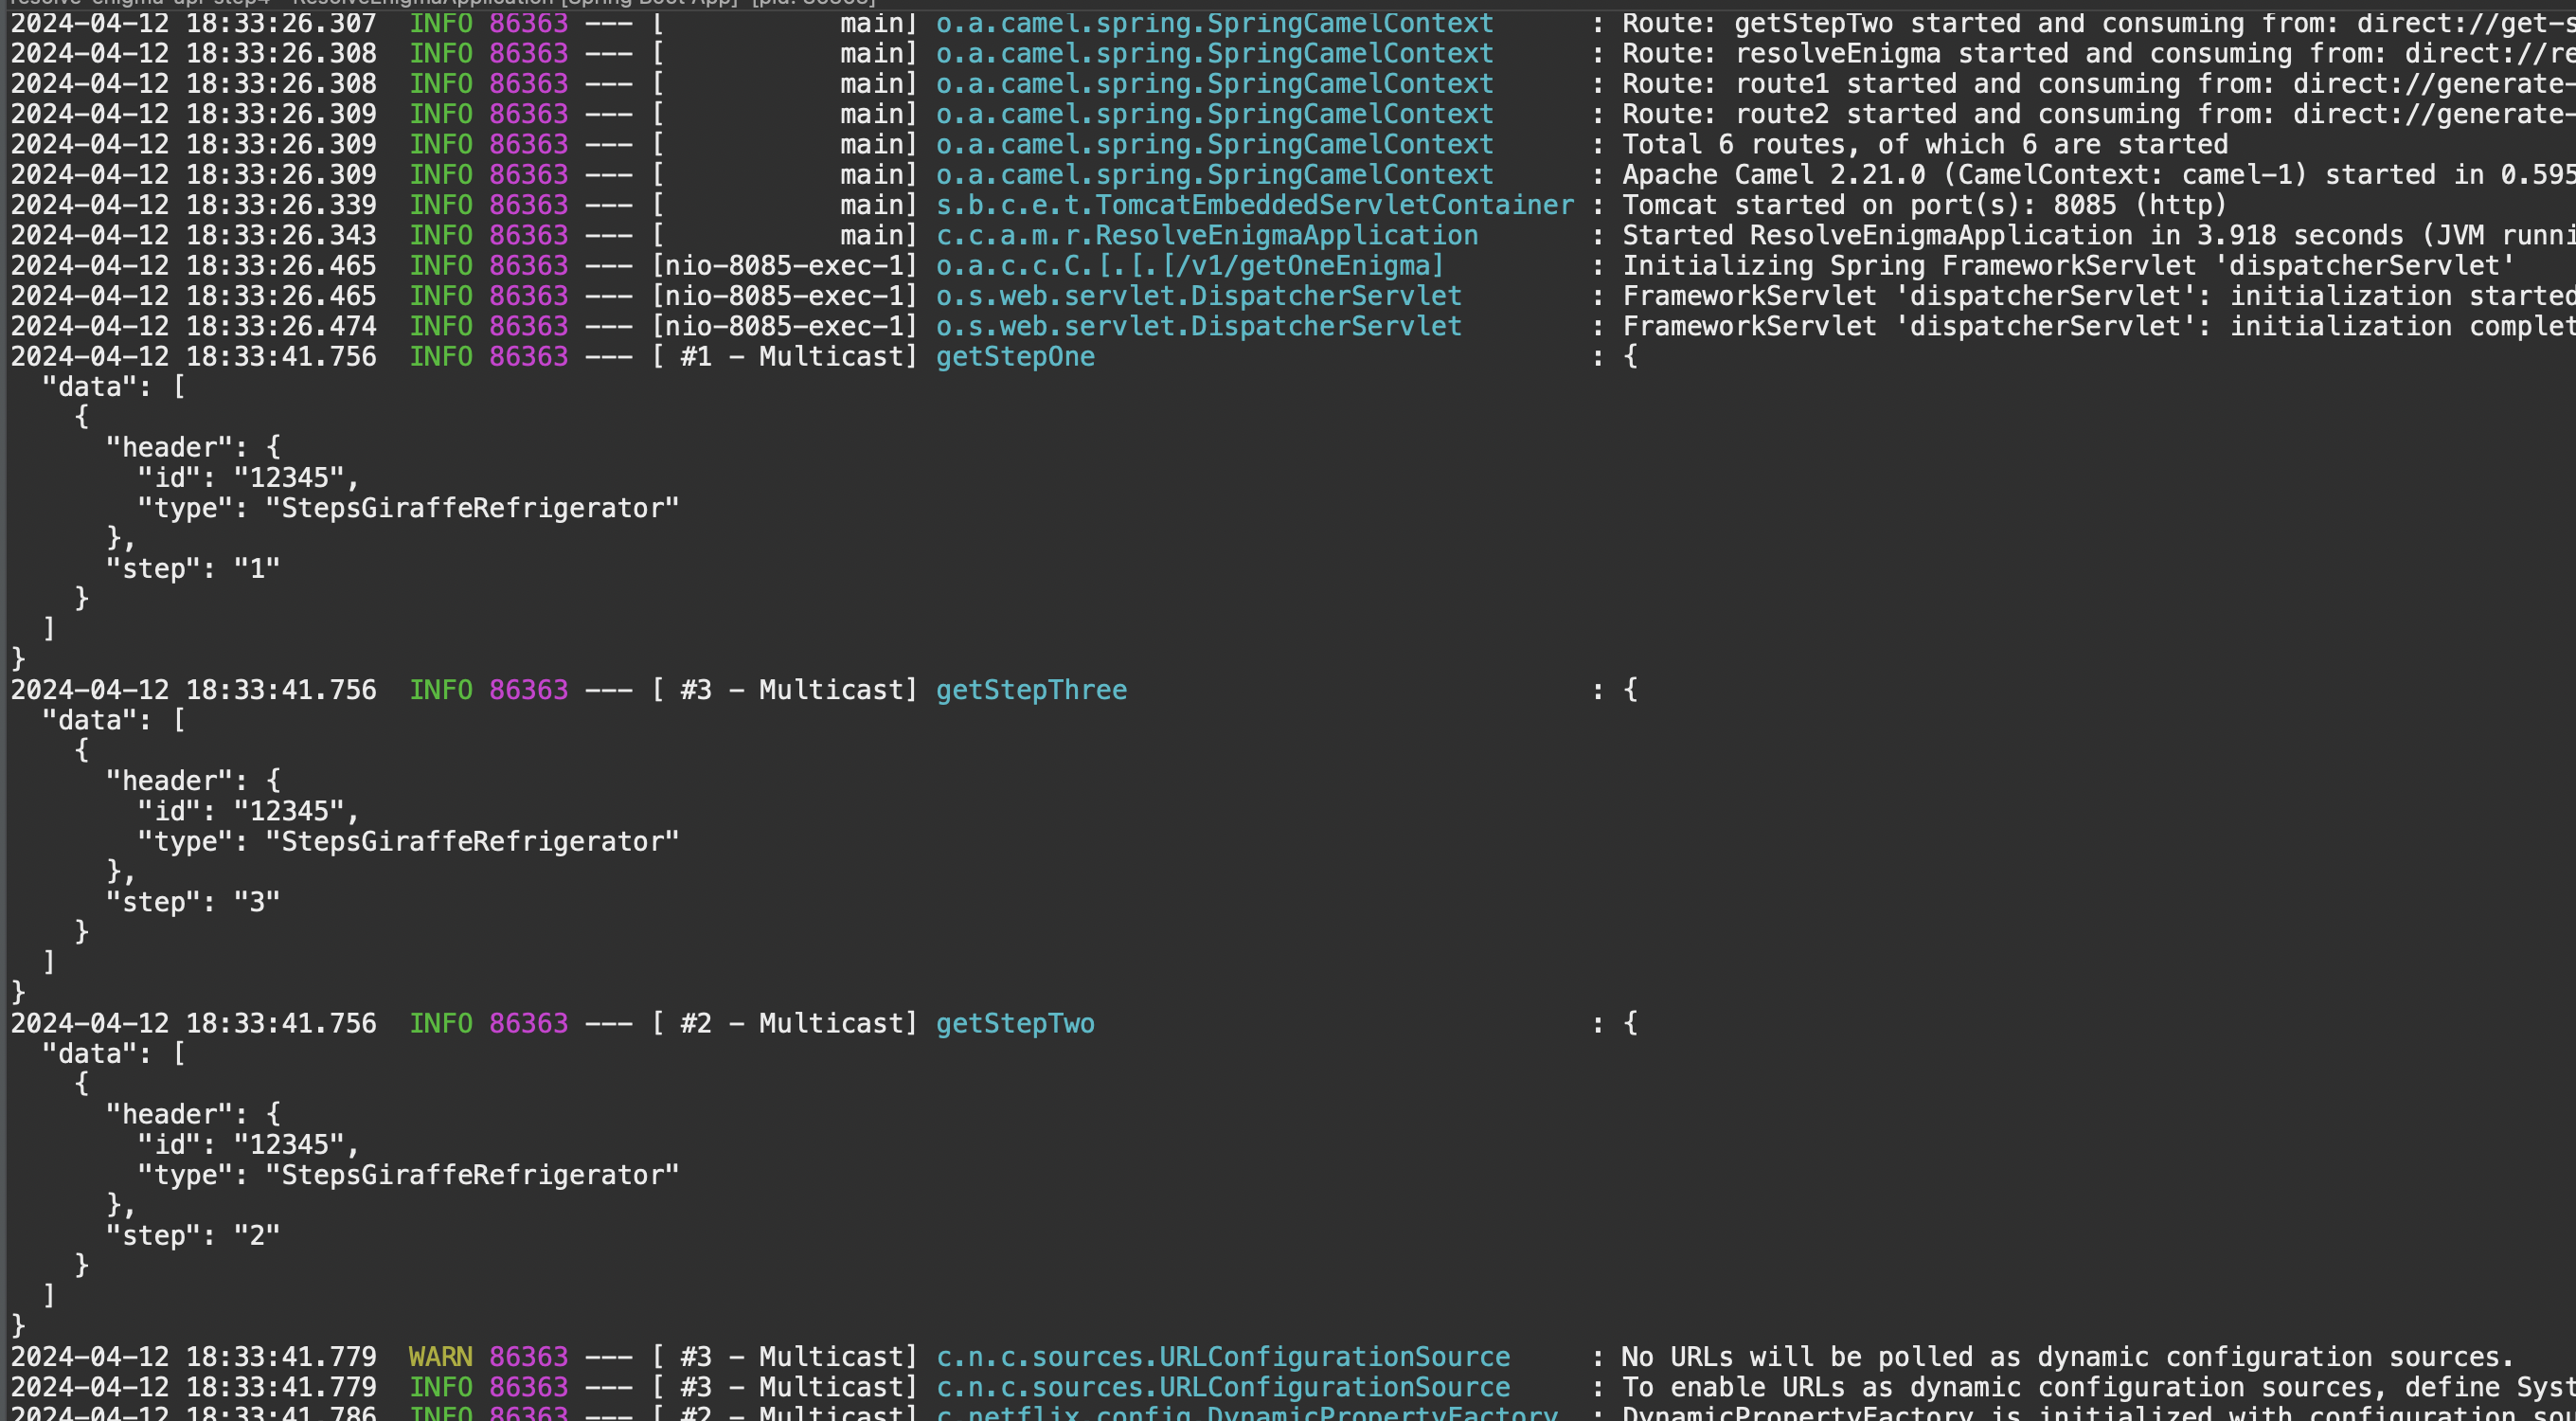 resolve-enigma-api-step4 - ResolveEnigmaApplication [Spring Boot App] [pid: 86363]
2024-04-12 18:33:26.307  INFO 86363 --- [           main] o.a.camel.spring.SpringCamelContext      : Route: getStepTwo started and consuming from: direct://get-s
2024-04-12 18:33:26.308  INFO 86363 --- [           main] o.a.camel.spring.SpringCamelContext      : Route: resolveEnigma started and consuming from: direct://re
2024-04-12 18:33:26.308  INFO 86363 --- [           main] o.a.camel.spring.SpringCamelContext      : Route: route1 started and consuming from: direct://generate-
2024-04-12 18:33:26.309  INFO 86363 --- [           main] o.a.camel.spring.SpringCamelContext      : Route: route2 started and consuming from: direct://generate-
2024-04-12 18:33:26.309  INFO 86363 --- [           main] o.a.camel.spring.SpringCamelContext      : Total 6 routes, of which 6 are started
2024-04-12 18:33:26.309  INFO 86363 --- [           main] o.a.camel.spring.SpringCamelContext      : Apache Camel 2.21.0 (CamelContext: camel-1) started in 0.595
2024-04-12 18:33:26.339  INFO 86363 --- [           main] s.b.c.e.t.TomcatEmbeddedServletContainer : Tomcat started on port(s): 8085 (http)
2024-04-12 18:33:26.343  INFO 86363 --- [           main] c.c.a.m.r.ResolveEnigmaApplication       : Started ResolveEnigmaApplication in 3.918 seconds (JVM runni
2024-04-12 18:33:26.465  INFO 86363 --- [nio-8085-exec-1] o.a.c.c.C.[.[.[/v1/getOneEnigma]         : Initializing Spring FrameworkServlet 'dispatcherServlet'
2024-04-12 18:33:26.465  INFO 86363 --- [nio-8085-exec-1] o.s.web.servlet.DispatcherServlet        : FrameworkServlet 'dispatcherServlet': initialization started
2024-04-12 18:33:26.474  INFO 86363 --- [nio-8085-exec-1] o.s.web.servlet.DispatcherServlet        : FrameworkServlet 'dispatcherServlet': initialization complet
2024-04-12 18:33:41.756  INFO 86363 --- [ #1 - Multicast] getStepOne                               : {
  "data": [
    {
      "header": {
        "id": "12345",
        "type": "StepsGiraffeRefrigerator"
      },
      "step": "1"
    }
  ]
}
2024-04-12 18:33:41.756  INFO 86363 --- [ #3 - Multicast] getStepThree                             : {
  "data": [
    {
      "header": {
        "id": "12345",
        "type": "StepsGiraffeRefrigerator"
      },
      "step": "3"
    }
  ]
}
2024-04-12 18:33:41.756  INFO 86363 --- [ #2 - Multicast] getStepTwo                               : {
  "data": [
    {
      "header": {
        "id": "12345",
        "type": "StepsGiraffeRefrigerator"
      },
      "step": "2"
    }
  ]
}
2024-04-12 18:33:41.779  WARN 86363 --- [ #3 - Multicast] c.n.c.sources.URLConfigurationSource     : No URLs will be polled as dynamic configuration sources.
2024-04-12 18:33:41.779  INFO 86363 --- [ #3 - Multicast] c.n.c.sources.URLConfigurationSource     : To enable URLs as dynamic configuration sources, define Syst
2024-04-12 18:33:41.786  INFO 86363 --- [ #2 - Multicast] c.netflix.config.DynamicPropertyFactory  : DynamicPropertyFactory is initialized with configuration sou